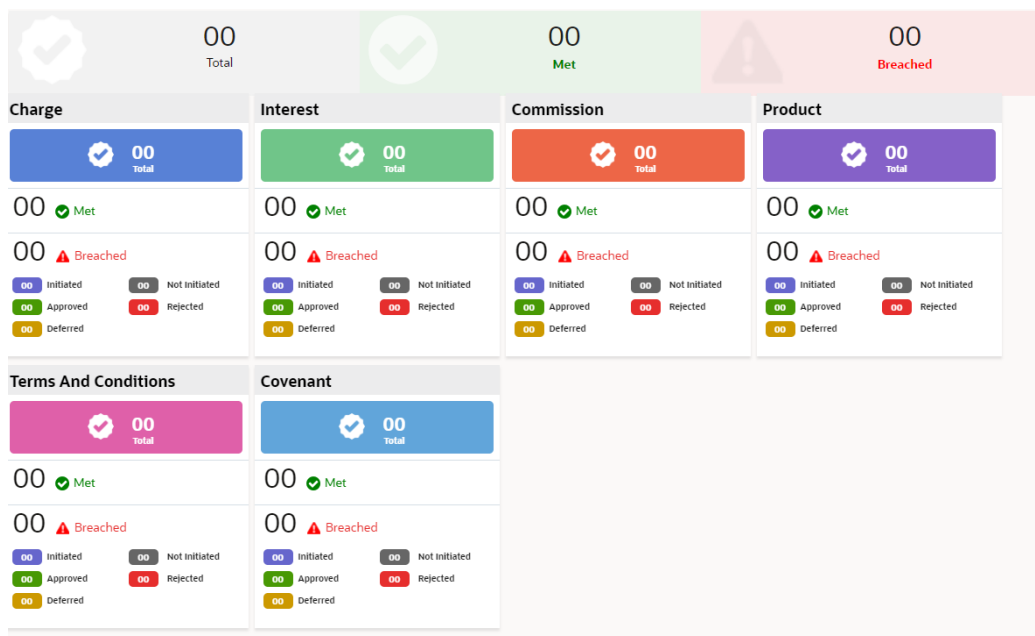 00
Total
00
Met
00
Breached
Charge
00
Total
00 Met
00 Breached
00 Initiated 00 Not Initiated
00 Approved 00 Rejected
00 Deferred
Interest
00
Total
00 Met
00 Breached
00 Initiated 00 Not Initiated
00 Approved 00 Rejected
00 Deferred
Commission
00
Total
00 Met
00 Breached
00 Initiated 00 Not Initiated
00 Approved 00 Rejected
00 Deferred
Product
00
Total
00 Met
00 Breached
00 Initiated 00 Not Initiated
00 Approved 00 Rejected
00 Deferred
Terms And Conditions
00
Total
00 Met
00 Breached
00 Initiated 00 Not Initiated
00 Approved 00 Rejected
00 Deferred
Covenant
00
Total
00 Met
00 Breached
00 Initiated 00 Not Initiated
00 Approved 00 Rejected
00 Deferred